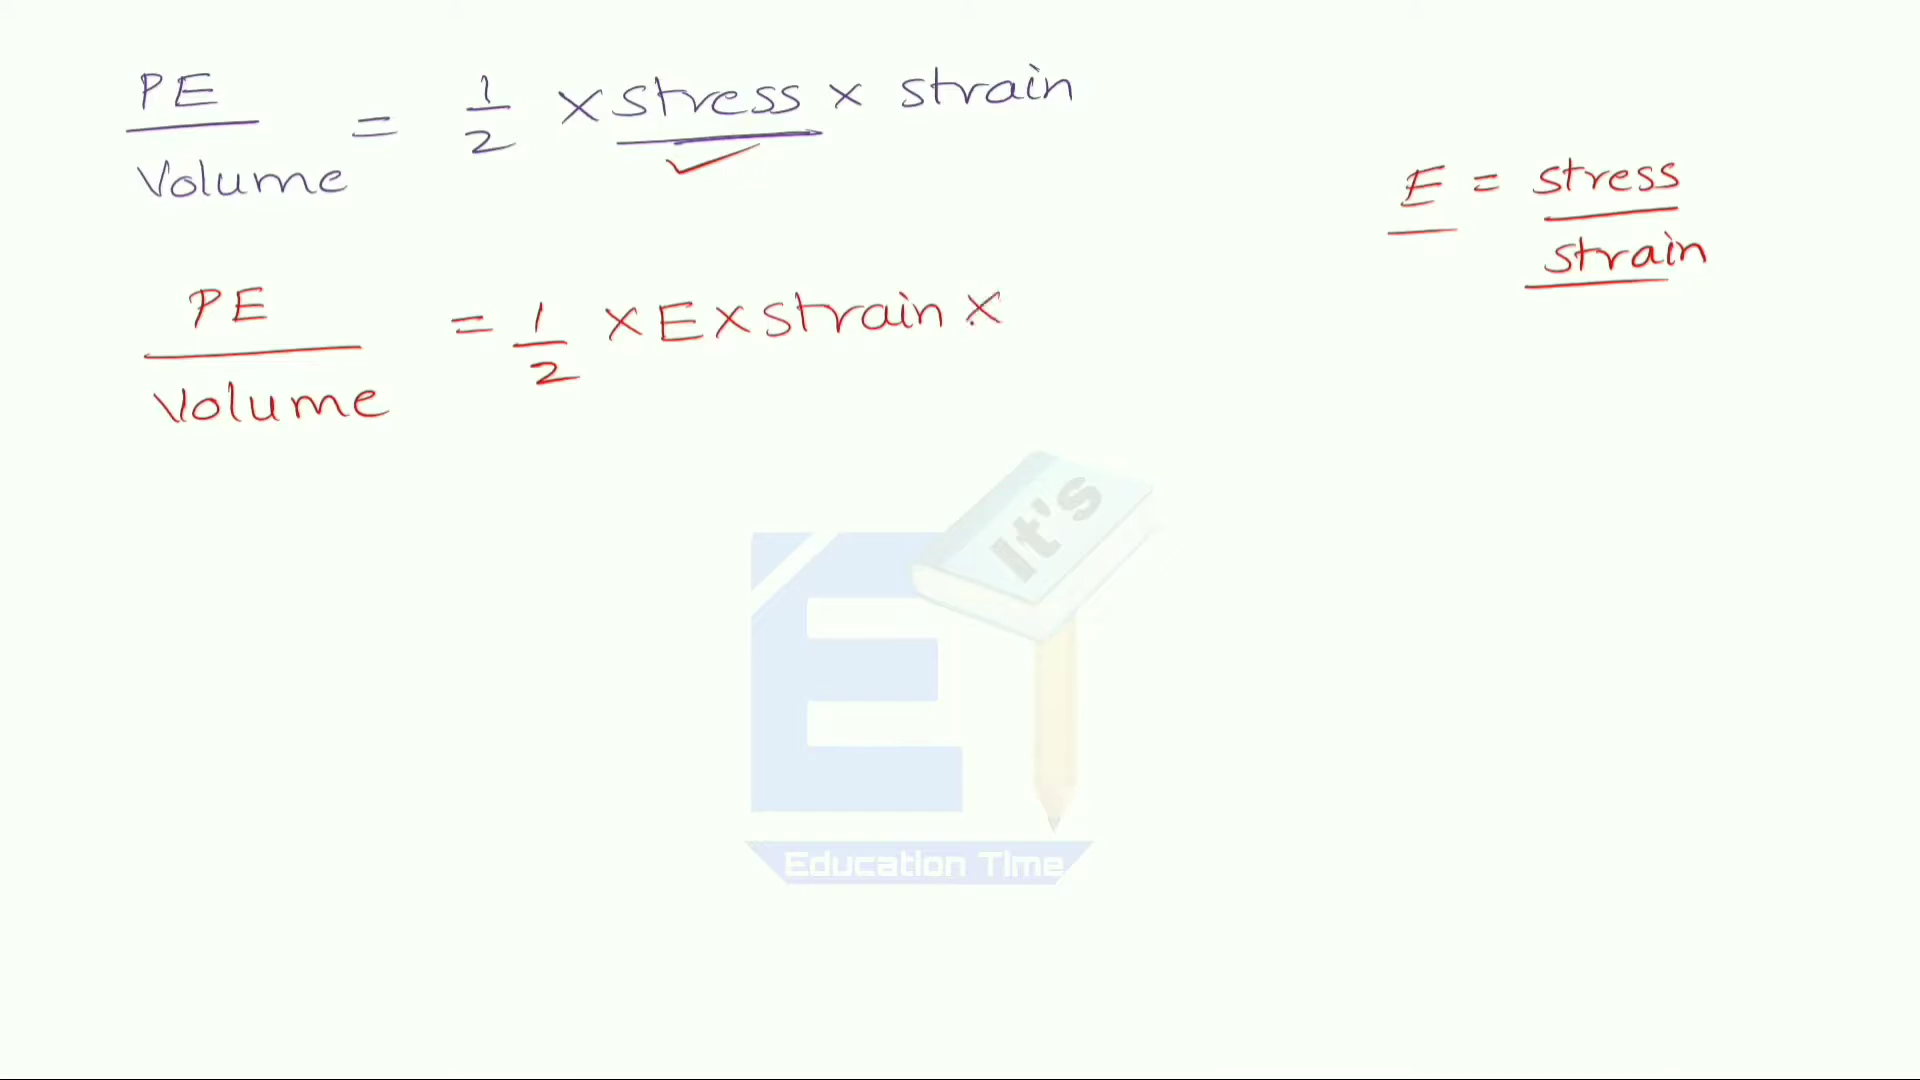 PE
Volume = 1/2 × stress × strain
E = stress
strain
PE
Volume = 1/2 × E × strain ×
It's
Education Time